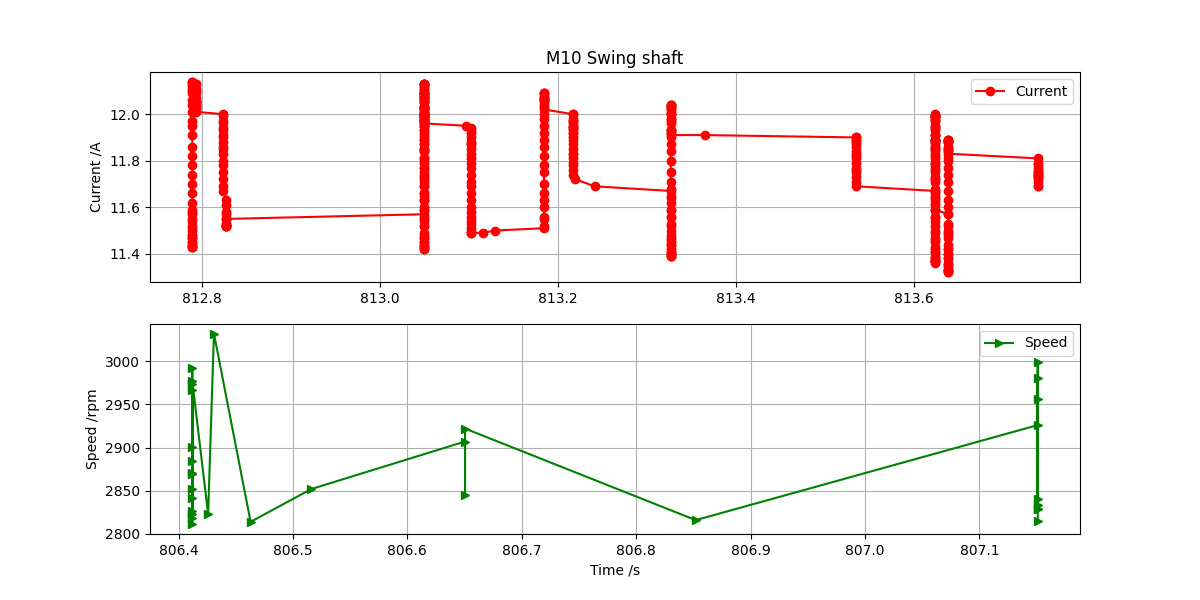 M10 Swing shaft
Current /A
12.0
11.8
11.6
11.4
Current
812.8 813.0 813.2 813.4 813.6
Speed /rpm
3000
2950
2900
2850
2800
Speed
806.4 806.5 806.6 806.7 806.8 806.9 807.0 807.1
Time /s